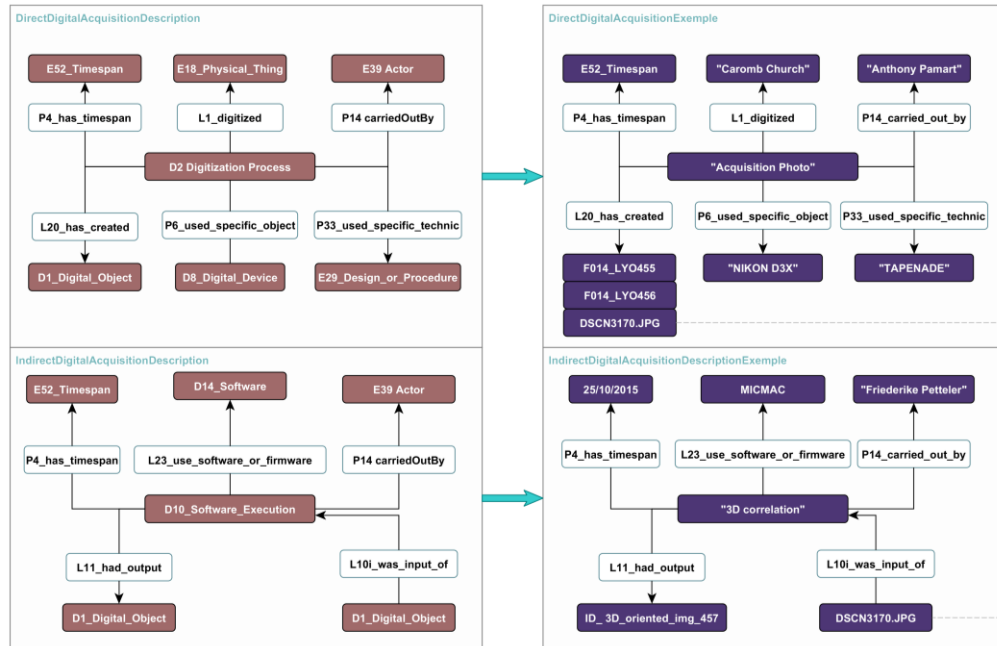 DirectDigitalAcquisitionDescription
E52_Timespan
E18_Physical_Thing
E39 Actor
P4_has_timespan
L1_digitized
P14 carriedOutBy
D2 Digitization Process
L20_has_created
P6_used_specific_object
P33_used_specific_technic
D1_Digital_Object
D8_Digital_Device
E29_Design_or_Procedure
DirectDigitalAcquisitionExemple
E52_Timespan
"Caromb Church"
"Anthony Pamart"
P4_has_timespan
L1_digitized
P14_carried_out_by
"Acquisition Photo"
L20_has_created
P6_used_specific_object
P33_used_specific_technic
F014_LYO455
"NIKON D3X"
"TAPENADE"
F014_LYO456
DSCN3170.JPG
IndirectDigitalAcquisitionDescription
E52_Timespan
D14_Software
E39 Actor
P4_has_timespan
L23_use_software_or_firmware
P14 carriedOutBy
D10_Software_Execution
L11_had_output
L10i_was_input_of
D1_Digital_Object
D1_Digital_Object
IndirectDigitalAcquisitionDescriptionExemple
25/10/2015
MICMAC
"Friederike Petteler"
P4_has_timespan
L23_use_software_or_firmware
P14_carried_out_by
"3D correlation"
L11_had_output
L10i_was_input_of
ID_ 3D_oriented_img_457
DSCN3170.JPG